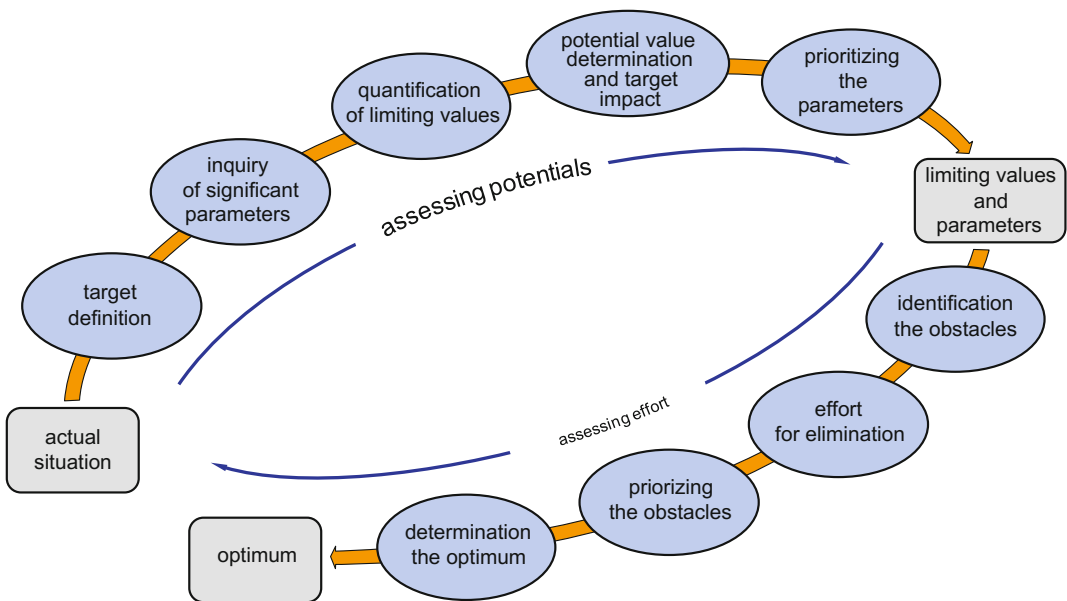 actual
situation
target
definition
inquiry
of significant
parameters
quantification
of limiting values
potential value
determination
and target
impact
prioritizing
the
parameters
limiting values
and
parameters
assessing potentials
identification
the obstacles
effort
for elimination
priorizing
the obstacles
determination
the optimum
optimum
assessing effort